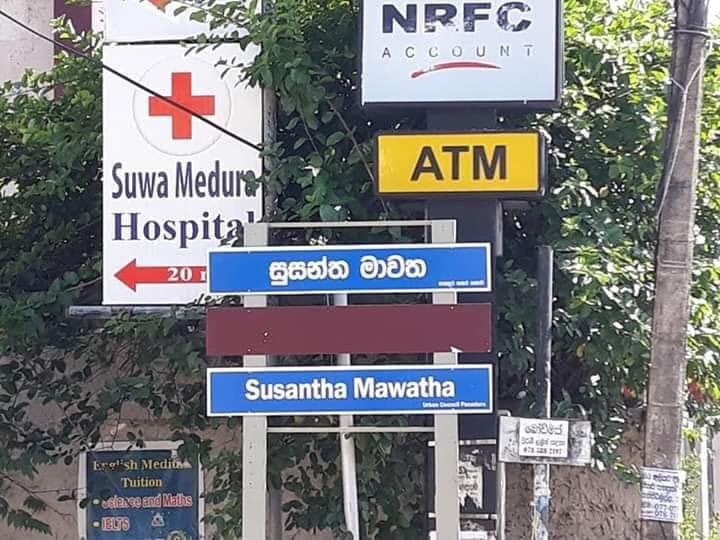 NRFC
ACCOUNT
ATM
Suwa Medura
Hospital
20 m
සුසන්ත මාවත
Susantha Mawatha
Urban Council Panadura
English Medium
Tuition
Science and Maths
IELTS
බෝඩිමක්